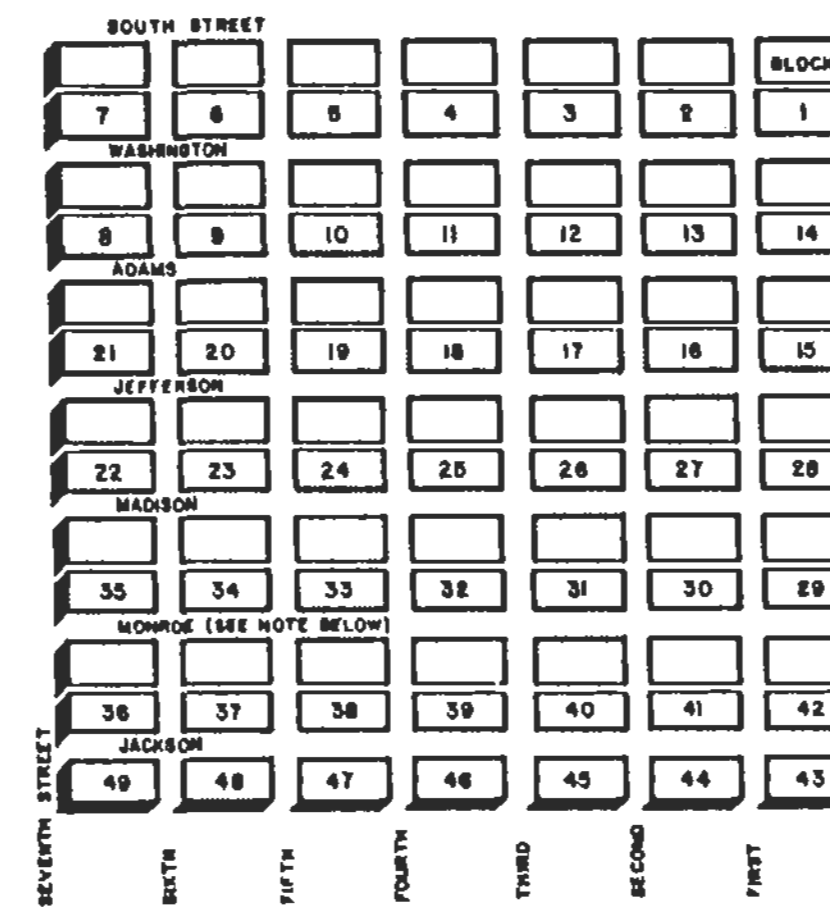 SOUTH STREET
BLOCK
7 6 5 4 3 2 1
WASHINGTON
8 9 10 11 12 13 14
ADAMS
21 20 19 18 17 16 15
JEFFERSON
22 23 24 25 26 27 28
MADISON
35 34 33 32 31 30 29
MONROE (SEE NOTE BELOW)
36 37 38 39 40 41 42
JACKSON
49 48 47 46 45 44 43
SEVENTH STREET
SIXTH
FIFTH
FOURTH
THIRD
SECOND
FIRST